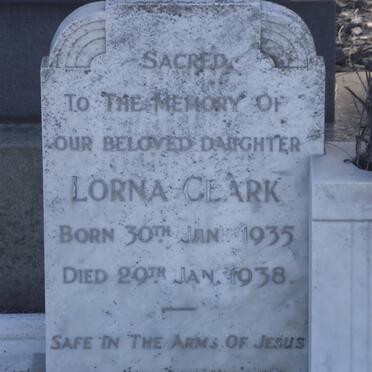 SACRED
TO THE MEMORY OF
OUR BELOVED DAUGHTER
LORNA CLARK
BORN 30TH JAN. 1935
DIED 29TH JAN. 1938.
SAFE IN THE ARMS OF JESUS